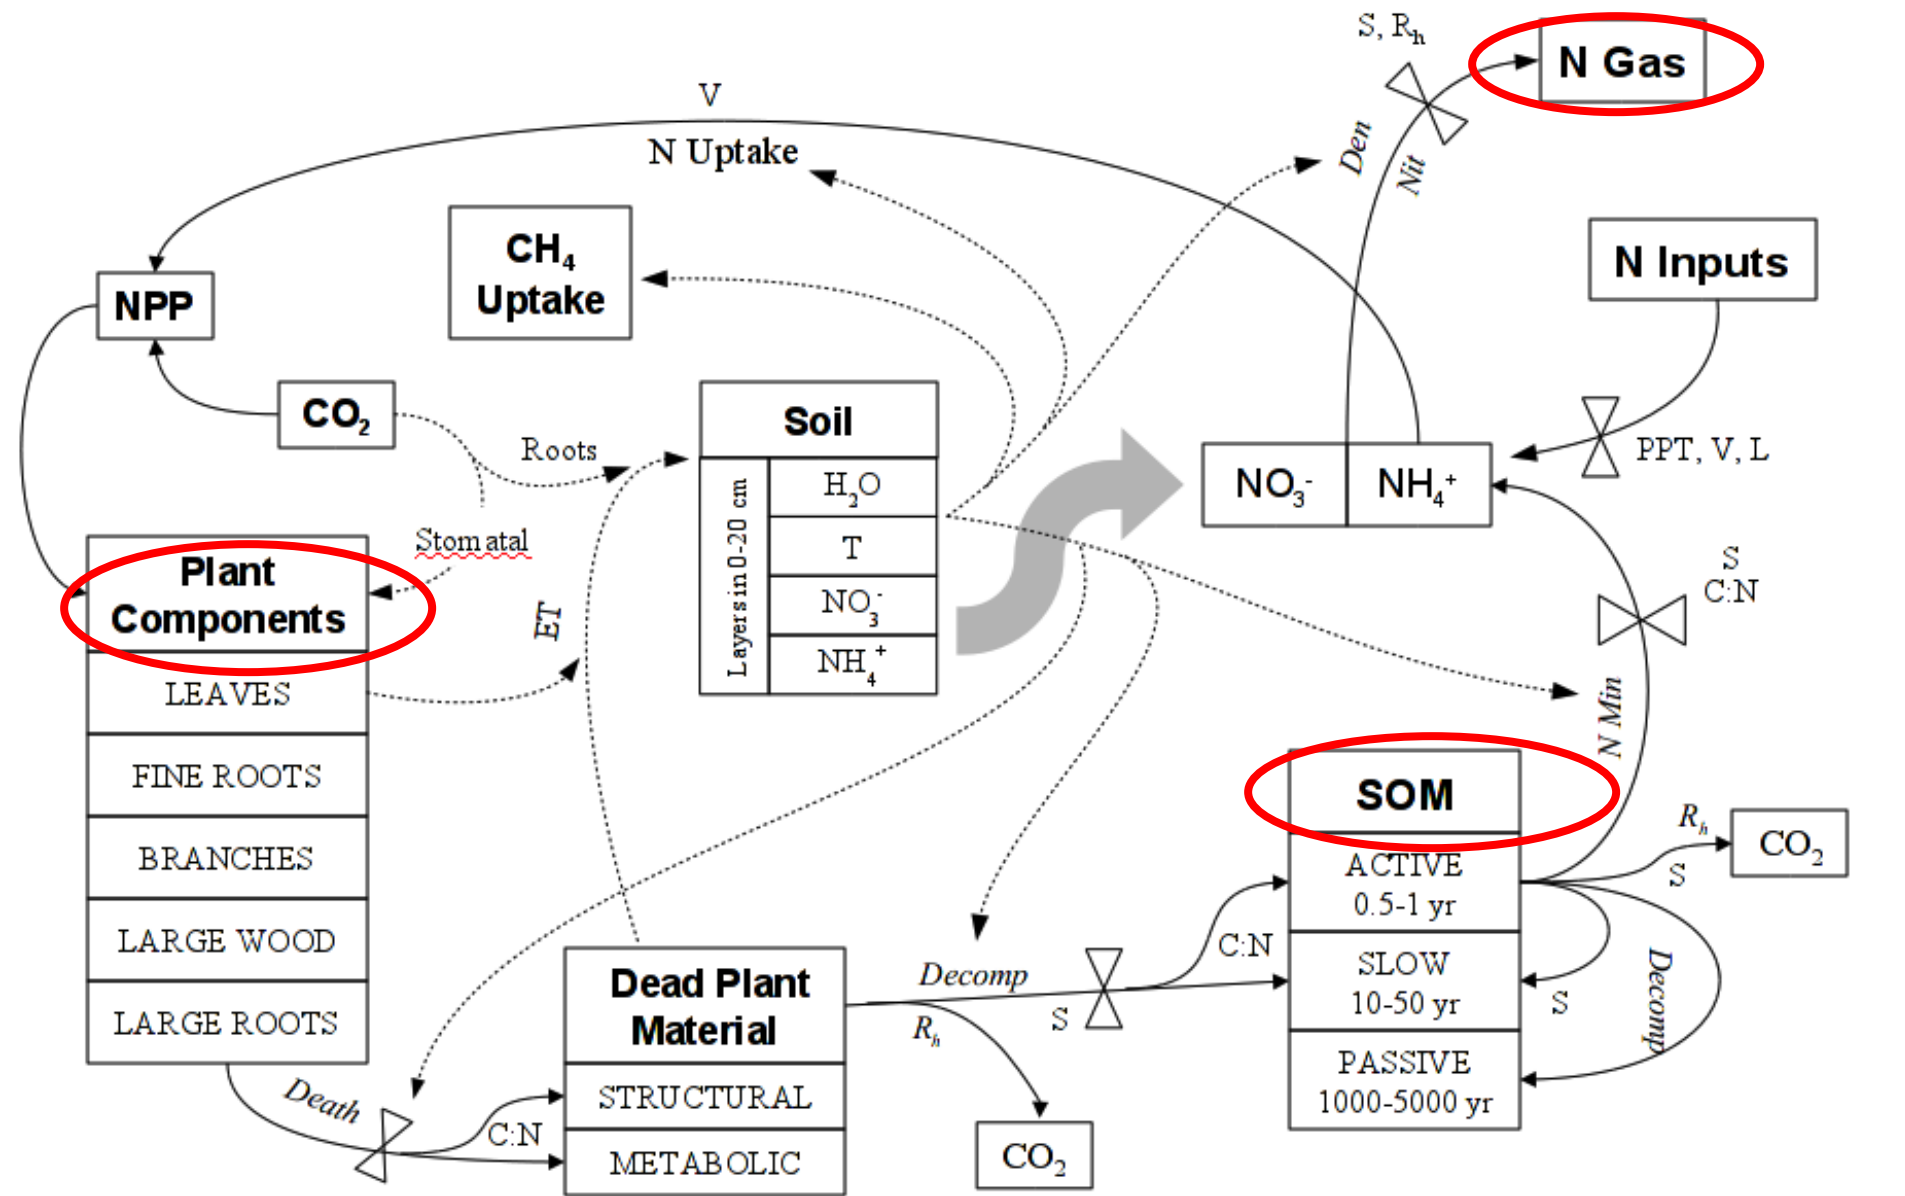 S, Rₕ
N Gas
V
N Uptake
Den
Nit
CH₄
Uptake
N Inputs
NPP
CO₂
Roots
Soil
Layers in 0-20 cm
H₂O
T
NO₃⁻
NH₄⁺
NO₃⁻
NH₄⁺
PPT, V, L
Stomatal
S
C:N
Plant
Components
LEAVES
FINE ROOTS
BRANCHES
LARGE WOOD
LARGE ROOTS
ET
N Min
SOM
ACTIVE
0.5-1 yr
SLOW
10-50 yr
PASSIVE
1000-5000 yr
Rₕ
CO₂
S
S
Decomp
C:N
Decomp
S
Rₕ
CO₂
Dead Plant
Material
STRUCTURAL
METABOLIC
Death
C:N